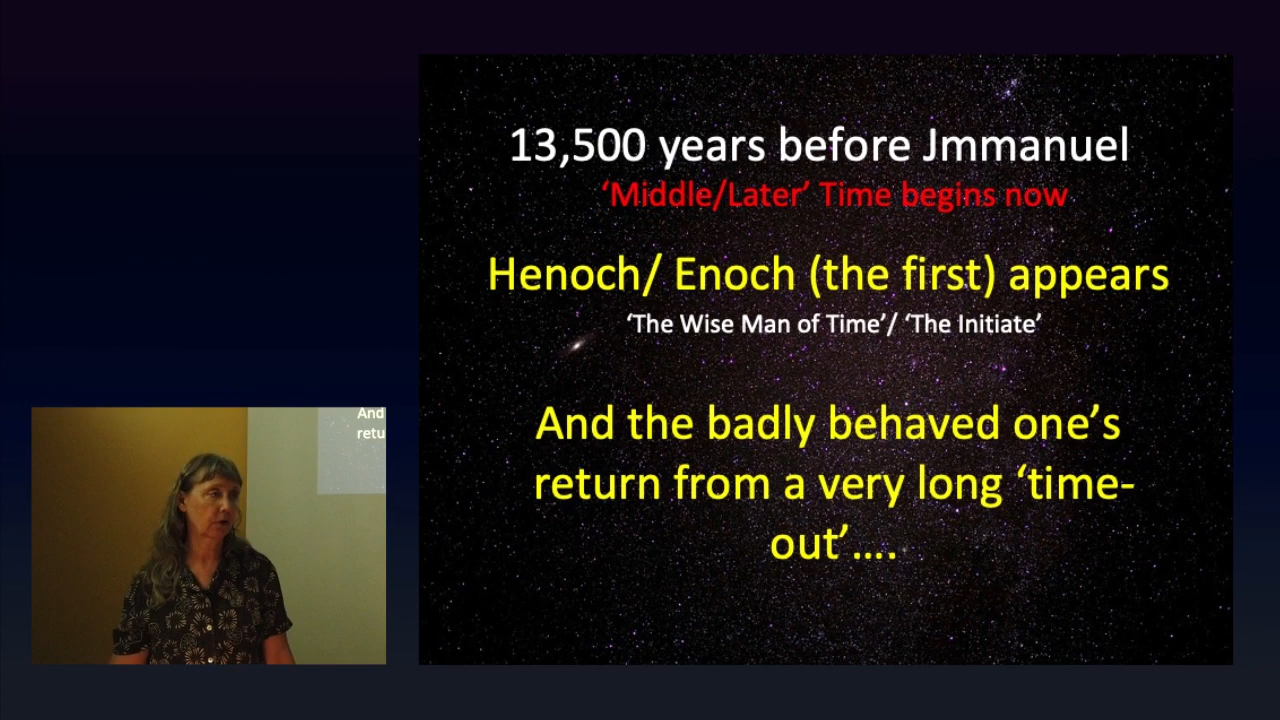 13,500 years before Jmmanuel
‘Middle/Later’ Time begins now
Henoch/ Enoch (the first) appears
‘The Wise Man of Time’/ ‘The Initiate’
And the badly behaved one’s
return from a very long ‘time-
out’....
And
retu